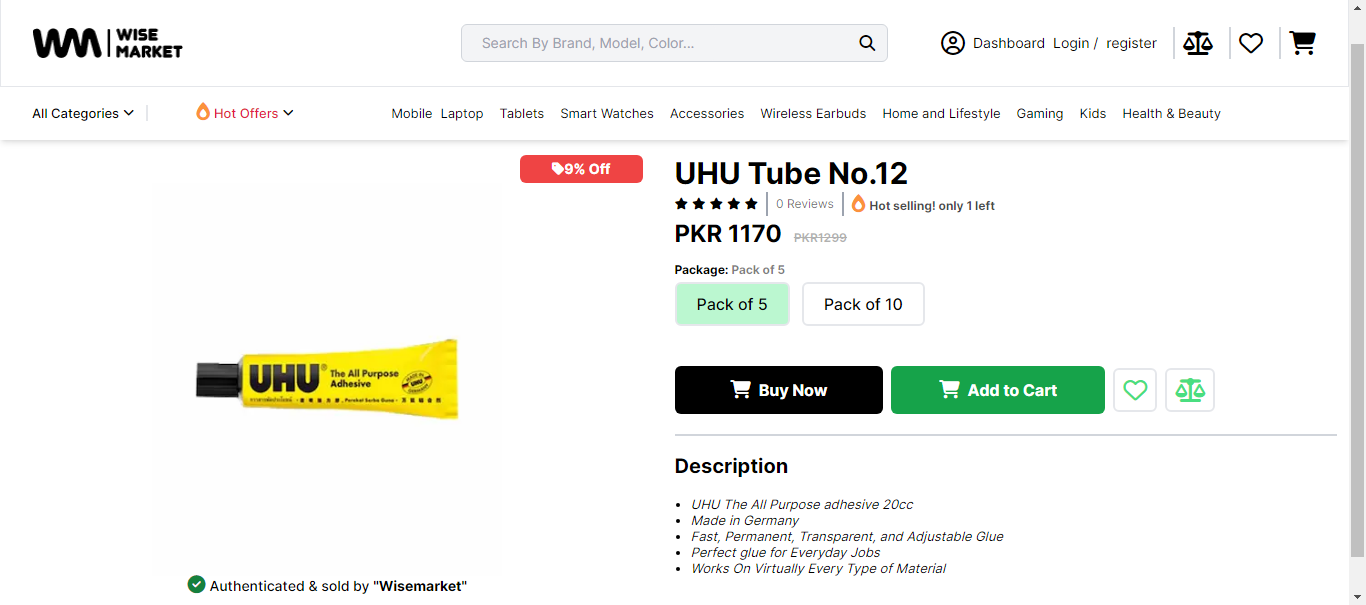 WM | WISE MARKET
Search By Brand, Model, Color...
Dashboard Login / register
All Categories
Hot Offers
Mobile Laptop Tablets Smart Watches Accessories Wireless Earbuds Home and Lifestyle Gaming Kids Health & Beauty
9% Off
UHU Tube No.12
0 Reviews
Hot selling! only 1 left
PKR 1170 PKR1299
Package: Pack of 5
Pack of 5
Pack of 10
UHU® The All Purpose
Adhesive
MADE IN GERMANY
Buy Now
Add to Cart
Description
• UHU The All Purpose adhesive 20cc
• Made in Germany
• Fast, Permanent, Transparent, and Adjustable Glue
• Perfect glue for Everyday Jobs
• Works On Virtually Every Type of Material
Authenticated & sold by "Wisemarket"